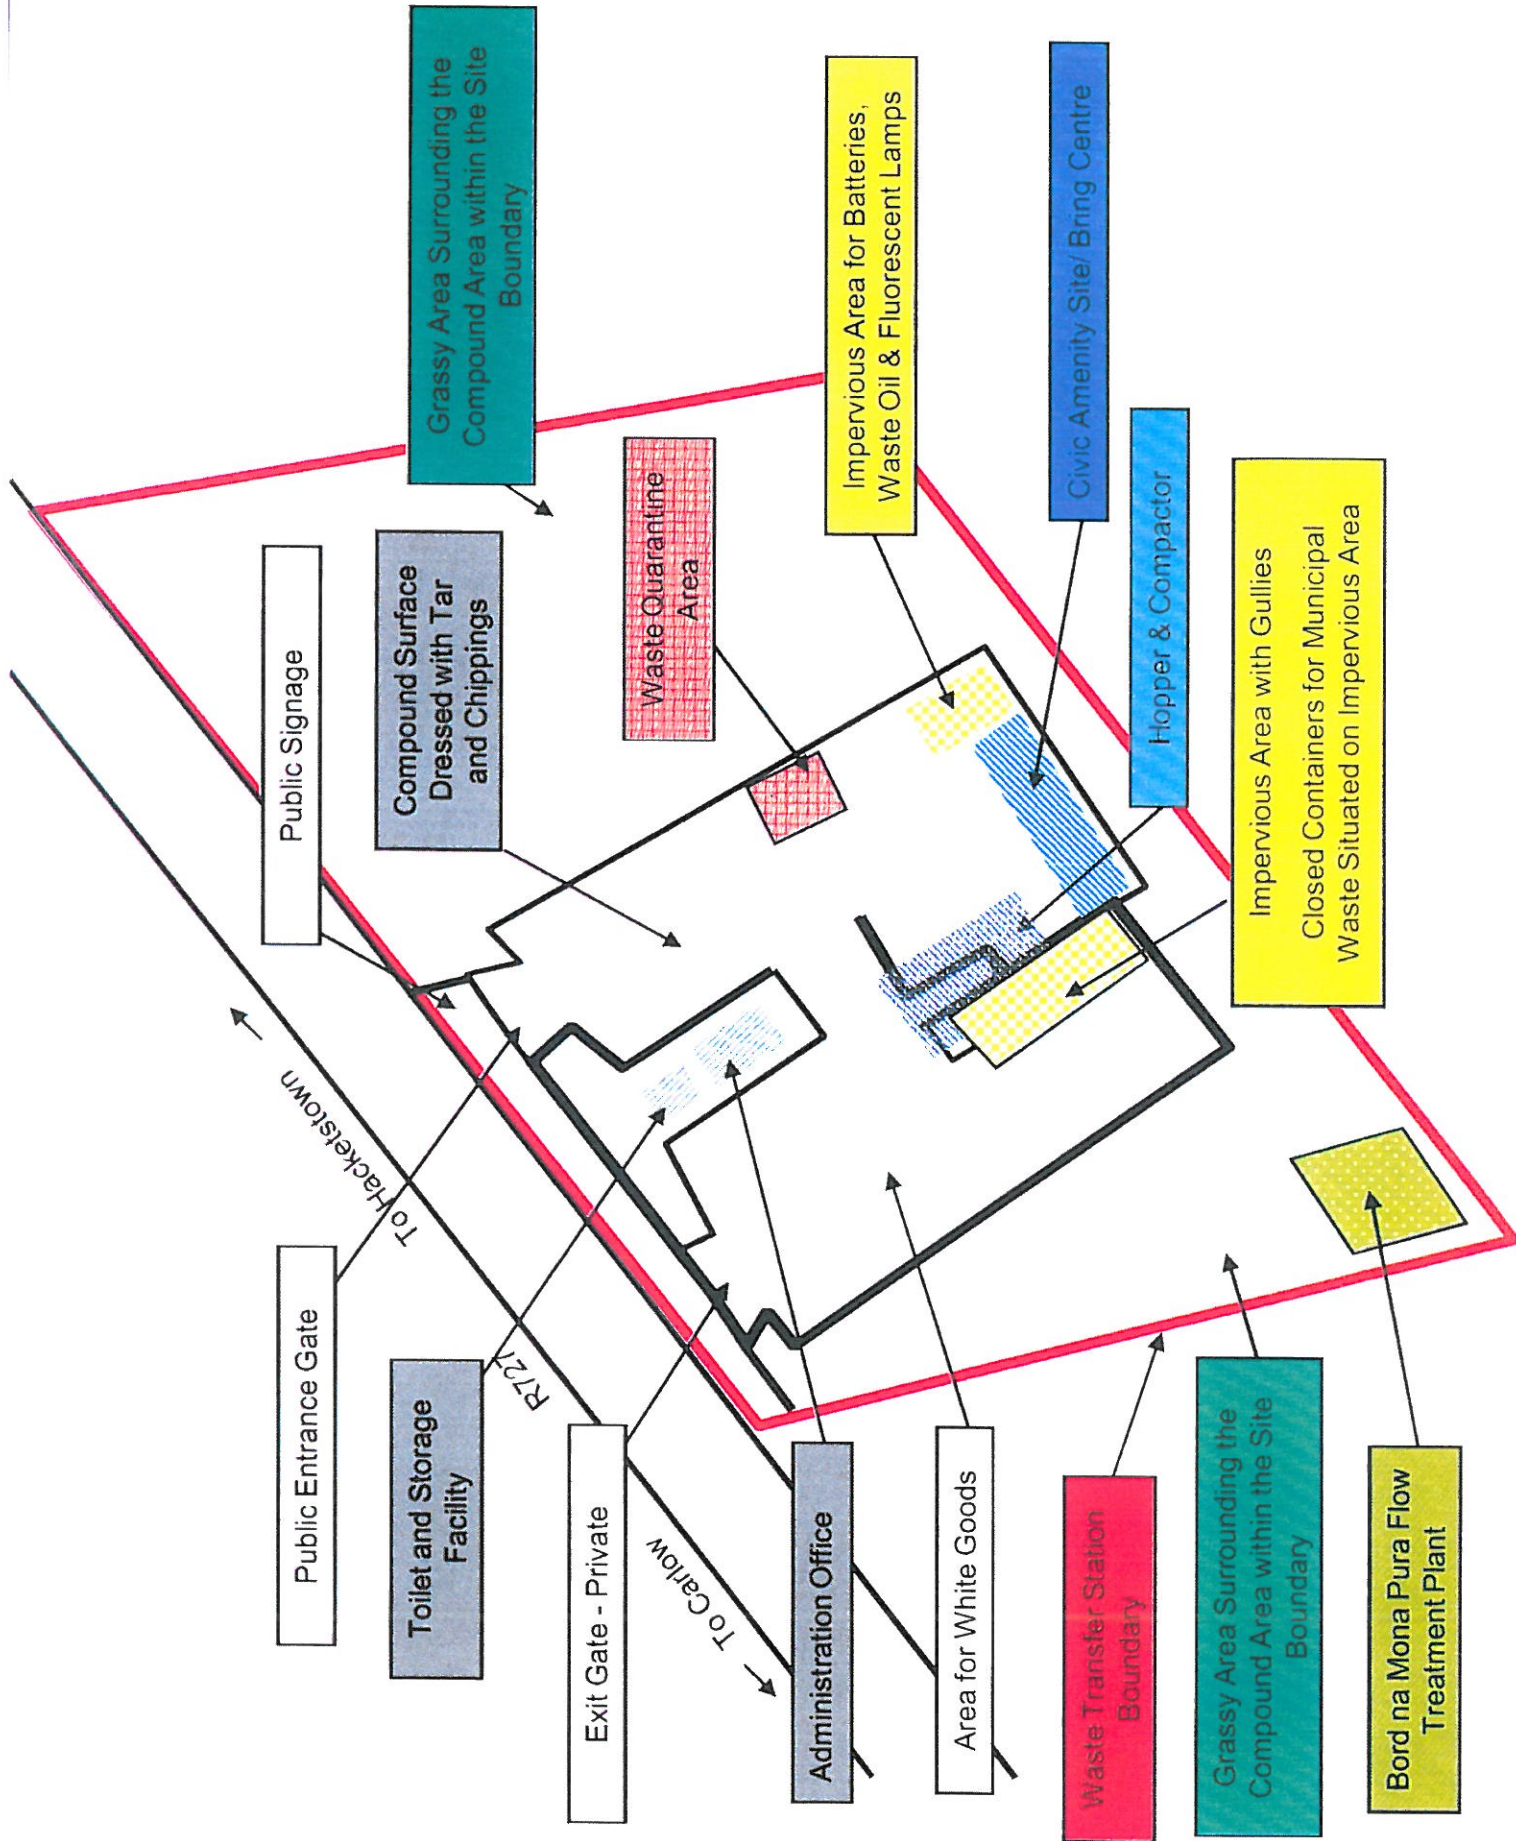 Public Entrance Gate
Toilet and Storage
Facility
Exit Gate - Private
Administration Office
Area for White Goods
Waste Transfer Station
Boundary
Grassy Area Surrounding the
Compound Area within the Site
Boundary
Bord na Mona Pura Flow
Treatment Plant
To Hacketstown
R727
To Carlow
Public Signage
Compound Surface
Dressed with Tar
and Chippings
Grassy Area Surrounding the
Compound Area within the Site
Boundary
Waste Quarantine
Area
Impervious Area for Batteries,
Waste Oil & Fluorescent Lamps
Civic Amenity Site/ Bring Centre
Hopper & Compactor
Impervious Area with Gullies
Closed Containers for Municipal
Waste Situated on Impervious Area